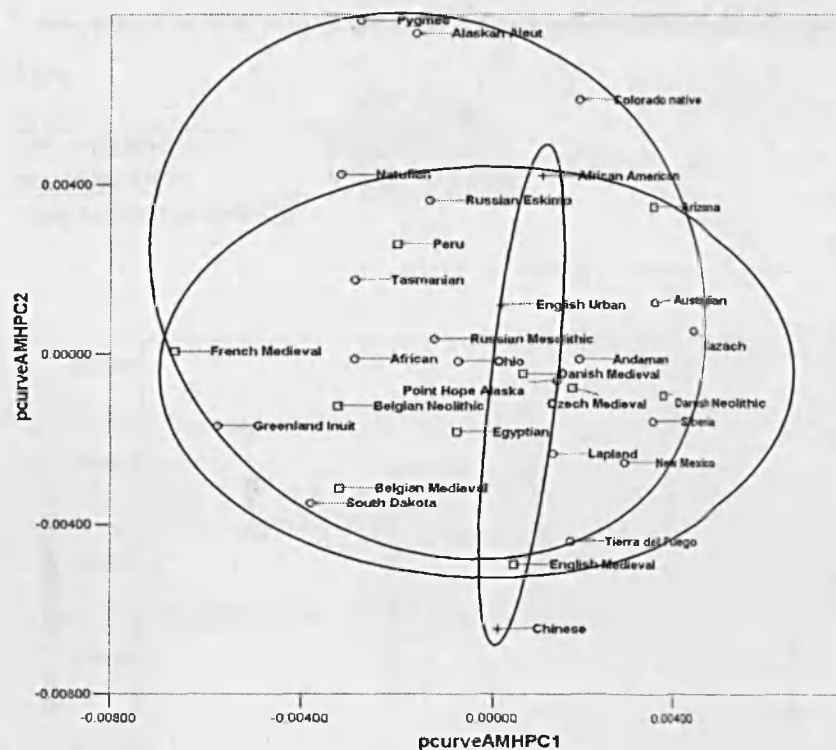 Pygmee
Alaskan Aleut
Colorado native
Natufian
African American
0.00400
Russian Eskimo
Arizona
Peru
Tasmanian
Australian
English Urban
pcurveAMHPC2
Russian Mesolithic
French Medieval
0.00000
African
Ohio
Andaman
Danish Medieval
Point Hope Alaska
Belgian Neolithic
Czech Medieval
Danish Neolithic
Greenland Inuit
Egyptian
Siberia
Lapland
New Mexico
Belgian Medieval
South Dakota
-0.00400
Tierra del Fuego
English Medieval
Chinese
-0.00800
-0.00800
-0.00400
0.000000
0.00400
pcurveAMHPC1